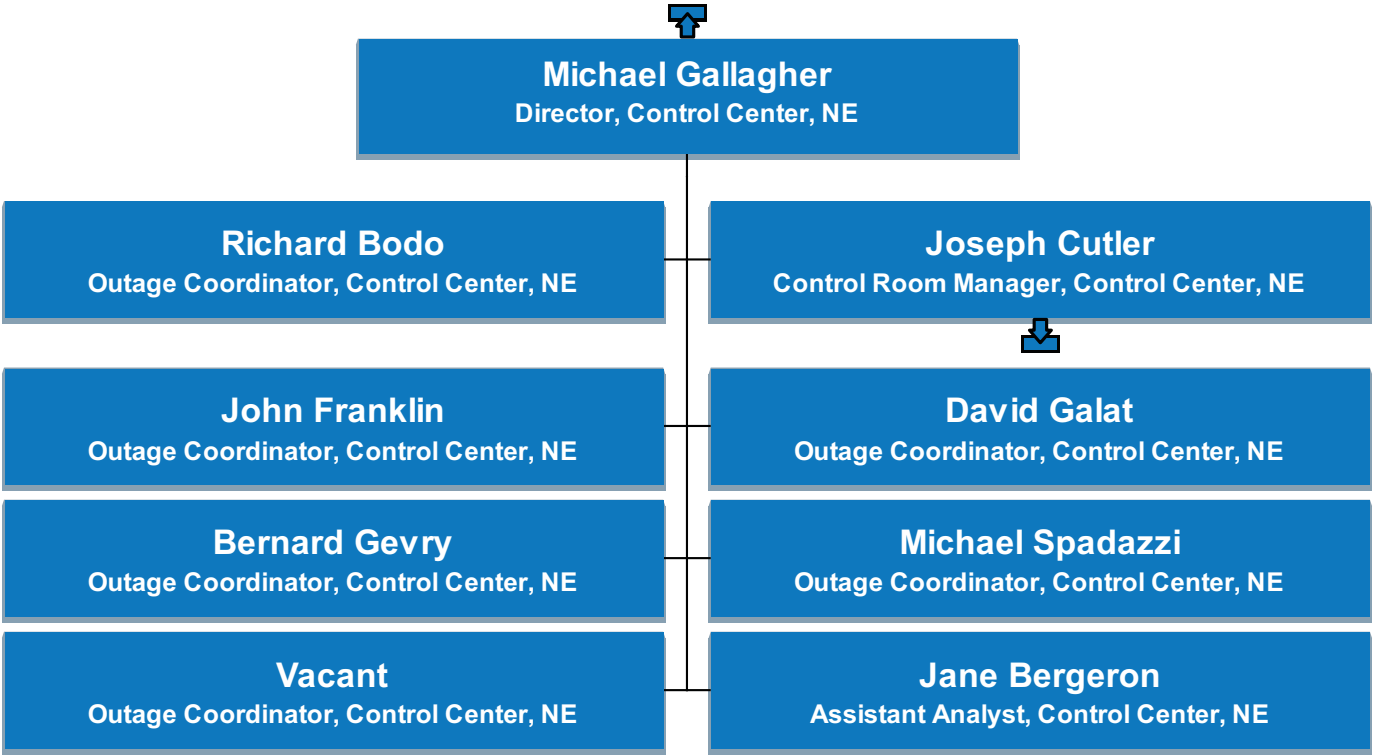 Michael Gallagher
Director, Control Center, NE
Richard Bodo
Outage Coordinator, Control Center, NE
Joseph Cutler
Control Room Manager, Control Center, NE
John Franklin
Outage Coordinator, Control Center, NE
David Galat
Outage Coordinator, Control Center, NE
Bernard Gevry
Outage Coordinator, Control Center, NE
Michael Spadazzi
Outage Coordinator, Control Center, NE
Vacant
Outage Coordinator, Control Center, NE
Jane Bergeron
Assistant Analyst, Control Center, NE